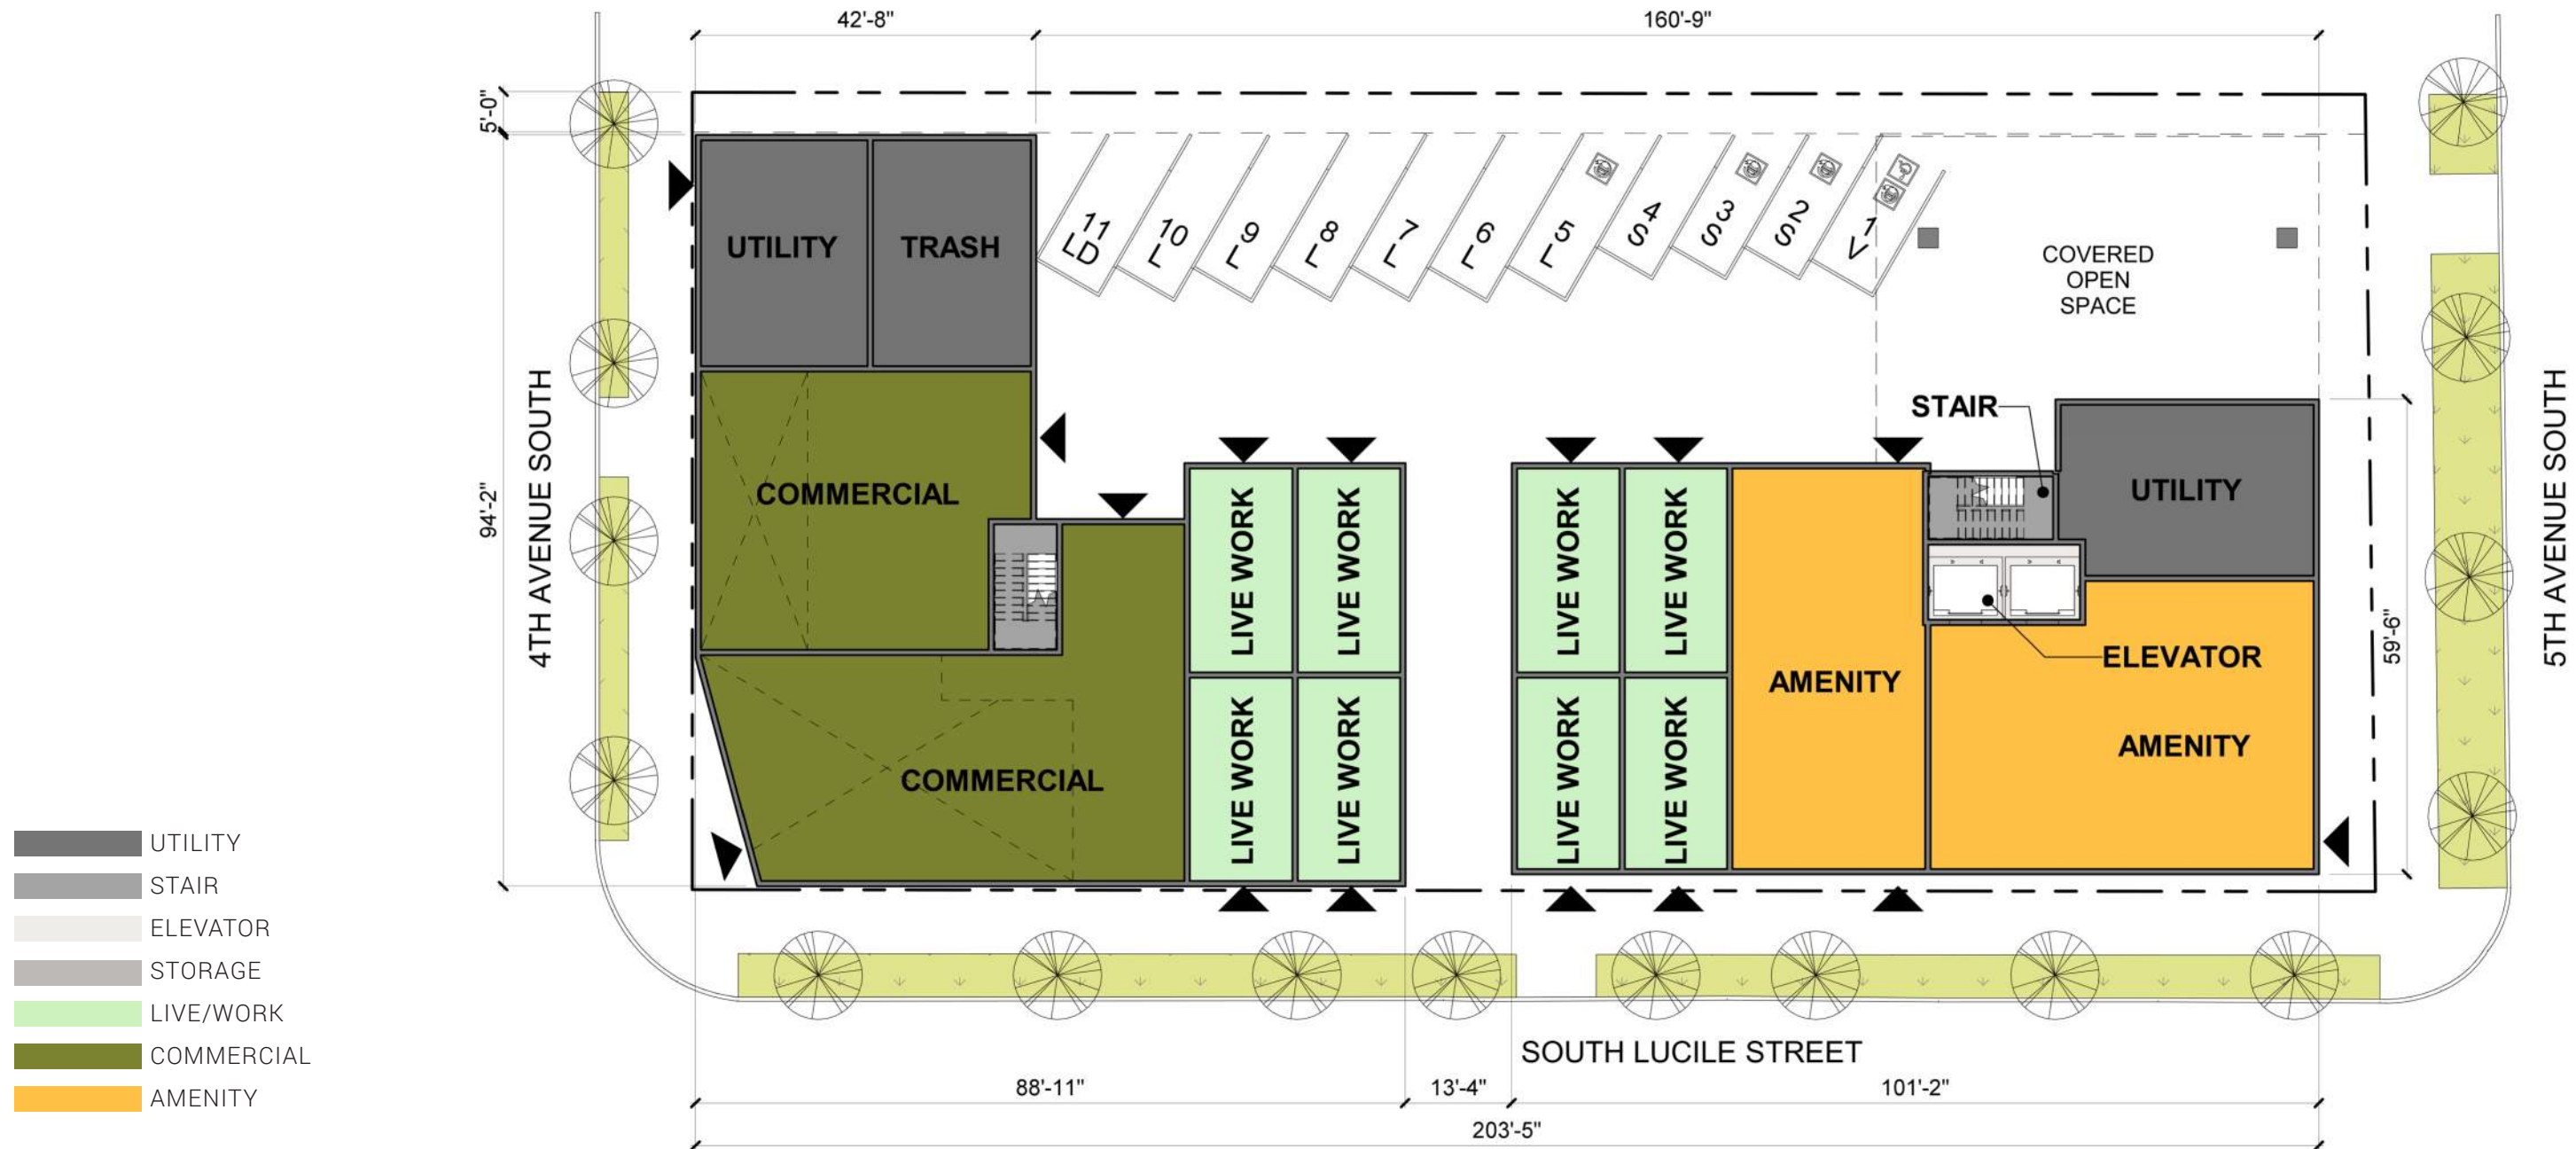 42'-8"
160'-9"
5'-0"
94'-2"
4TH AVENUE SOUTH
UTILITY
TRASH
11
LD
10
L
9
L
8
L
7
L
6
L
5
L
4
S
3
S
2
S
1
V
COVERED
OPEN
SPACE
STAIR
UTILITY
COMMERCIAL
LIVE WORK
LIVE WORK
LIVE WORK
LIVE WORK
AMENITY
ELEVATOR
AMENITY
COMMERCIAL
LIVE WORK
LIVE WORK
LIVE WORK
LIVE WORK
59'-6"
5TH AVENUE SOUTH
UTILITY
STAIR
ELEVATOR
STORAGE
LIVE/WORK
COMMERCIAL
AMENITY
SOUTH LUCILE STREET
88'-11"
13'-4"
101'-2"
203'-5"